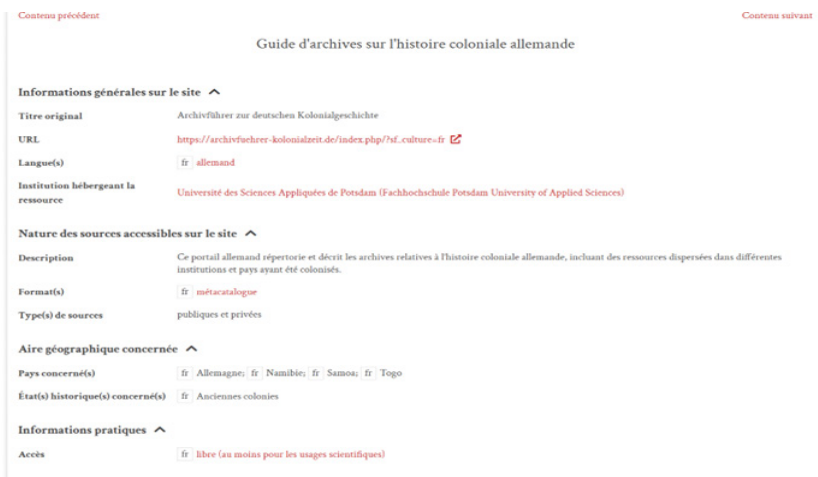 Contenu précédent Contenu suivant
Guide d'archives sur l'histoire coloniale allemande
Informations générales sur le site
Titre original Archivführer zur deutschen Kolonialgeschichte
URL https://archivfuehrer-kolonialzeit.de/index.php/?sf_culture=fr
Langue(s) fr allemand
Institution hébergeant la
ressource
Université des Sciences Appliquées de Potsdam (Fachhochschule Potsdam University of Applied Sciences)
Nature des sources accessibles sur le site
Description Ce portail allemand répertorie et décrit les archives relatives à l'histoire coloniale allemande, incluant des ressources dispersées dans différentes
institutions et pays ayant été colonisés.
Format(s) fr métacatalogue
Type(s) de sources publiques et privées
Aire géographique concernée
Pays concerné(s) fr Allemagne; fr Namibie; fr Samoa; fr Togo
État(s) historique(s) concerné(s) fr Anciennes colonies
Informations pratiques
Accès fr libre (au moins pour les usages scientifiques)